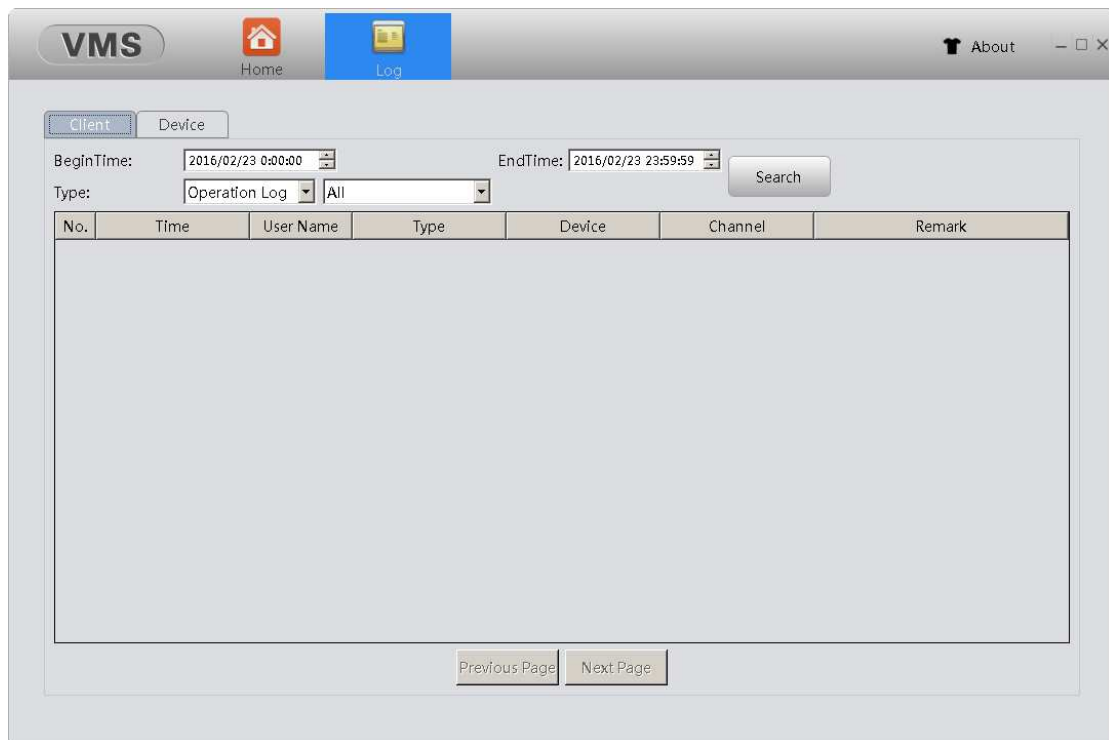 VMS
Home
Log
About
Client
Device
BeginTime: 2016/02/23 0:00:00 EndTime: 2016/02/23 23:59:59
Search
Type: Operation Log All
No. Time User Name Type Device Channel Remark
Previous Page Next Page